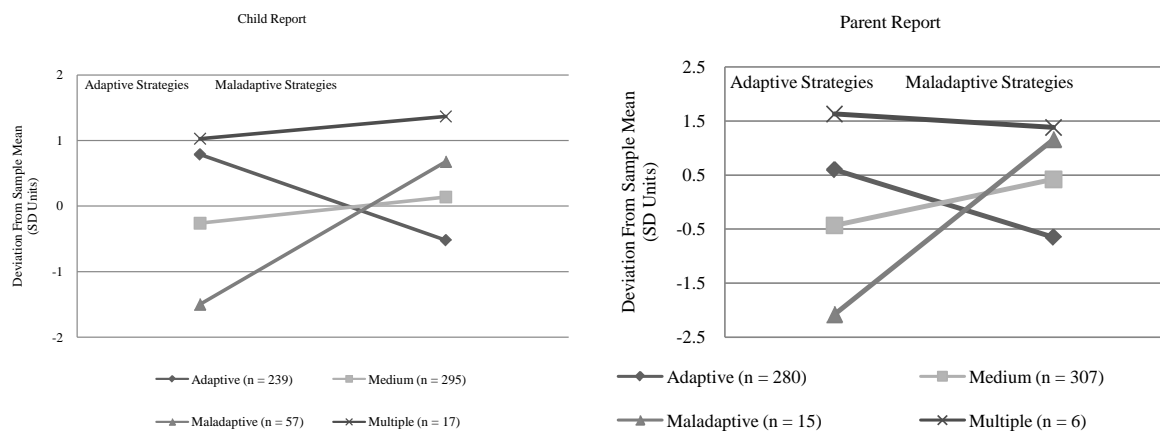 Child Report
2
Adaptive Strategies Maladaptive Strategies
1
0
-1
-2
Deviation From Sample Mean
(SD Units)
Adaptive (n = 239) Medium (n = 295)
Maladaptive (n = 57) Multiple (n = 17)
Parent Report
2.5
Adaptive Strategies Maladaptive Strategies
1.5
0.5
-0.5
-1.5
-2.5
Deviation From Sample Mean
(SD Units)
Adaptive (n = 280) Medium (n = 307)
Maladaptive (n = 15) Multiple (n = 6)